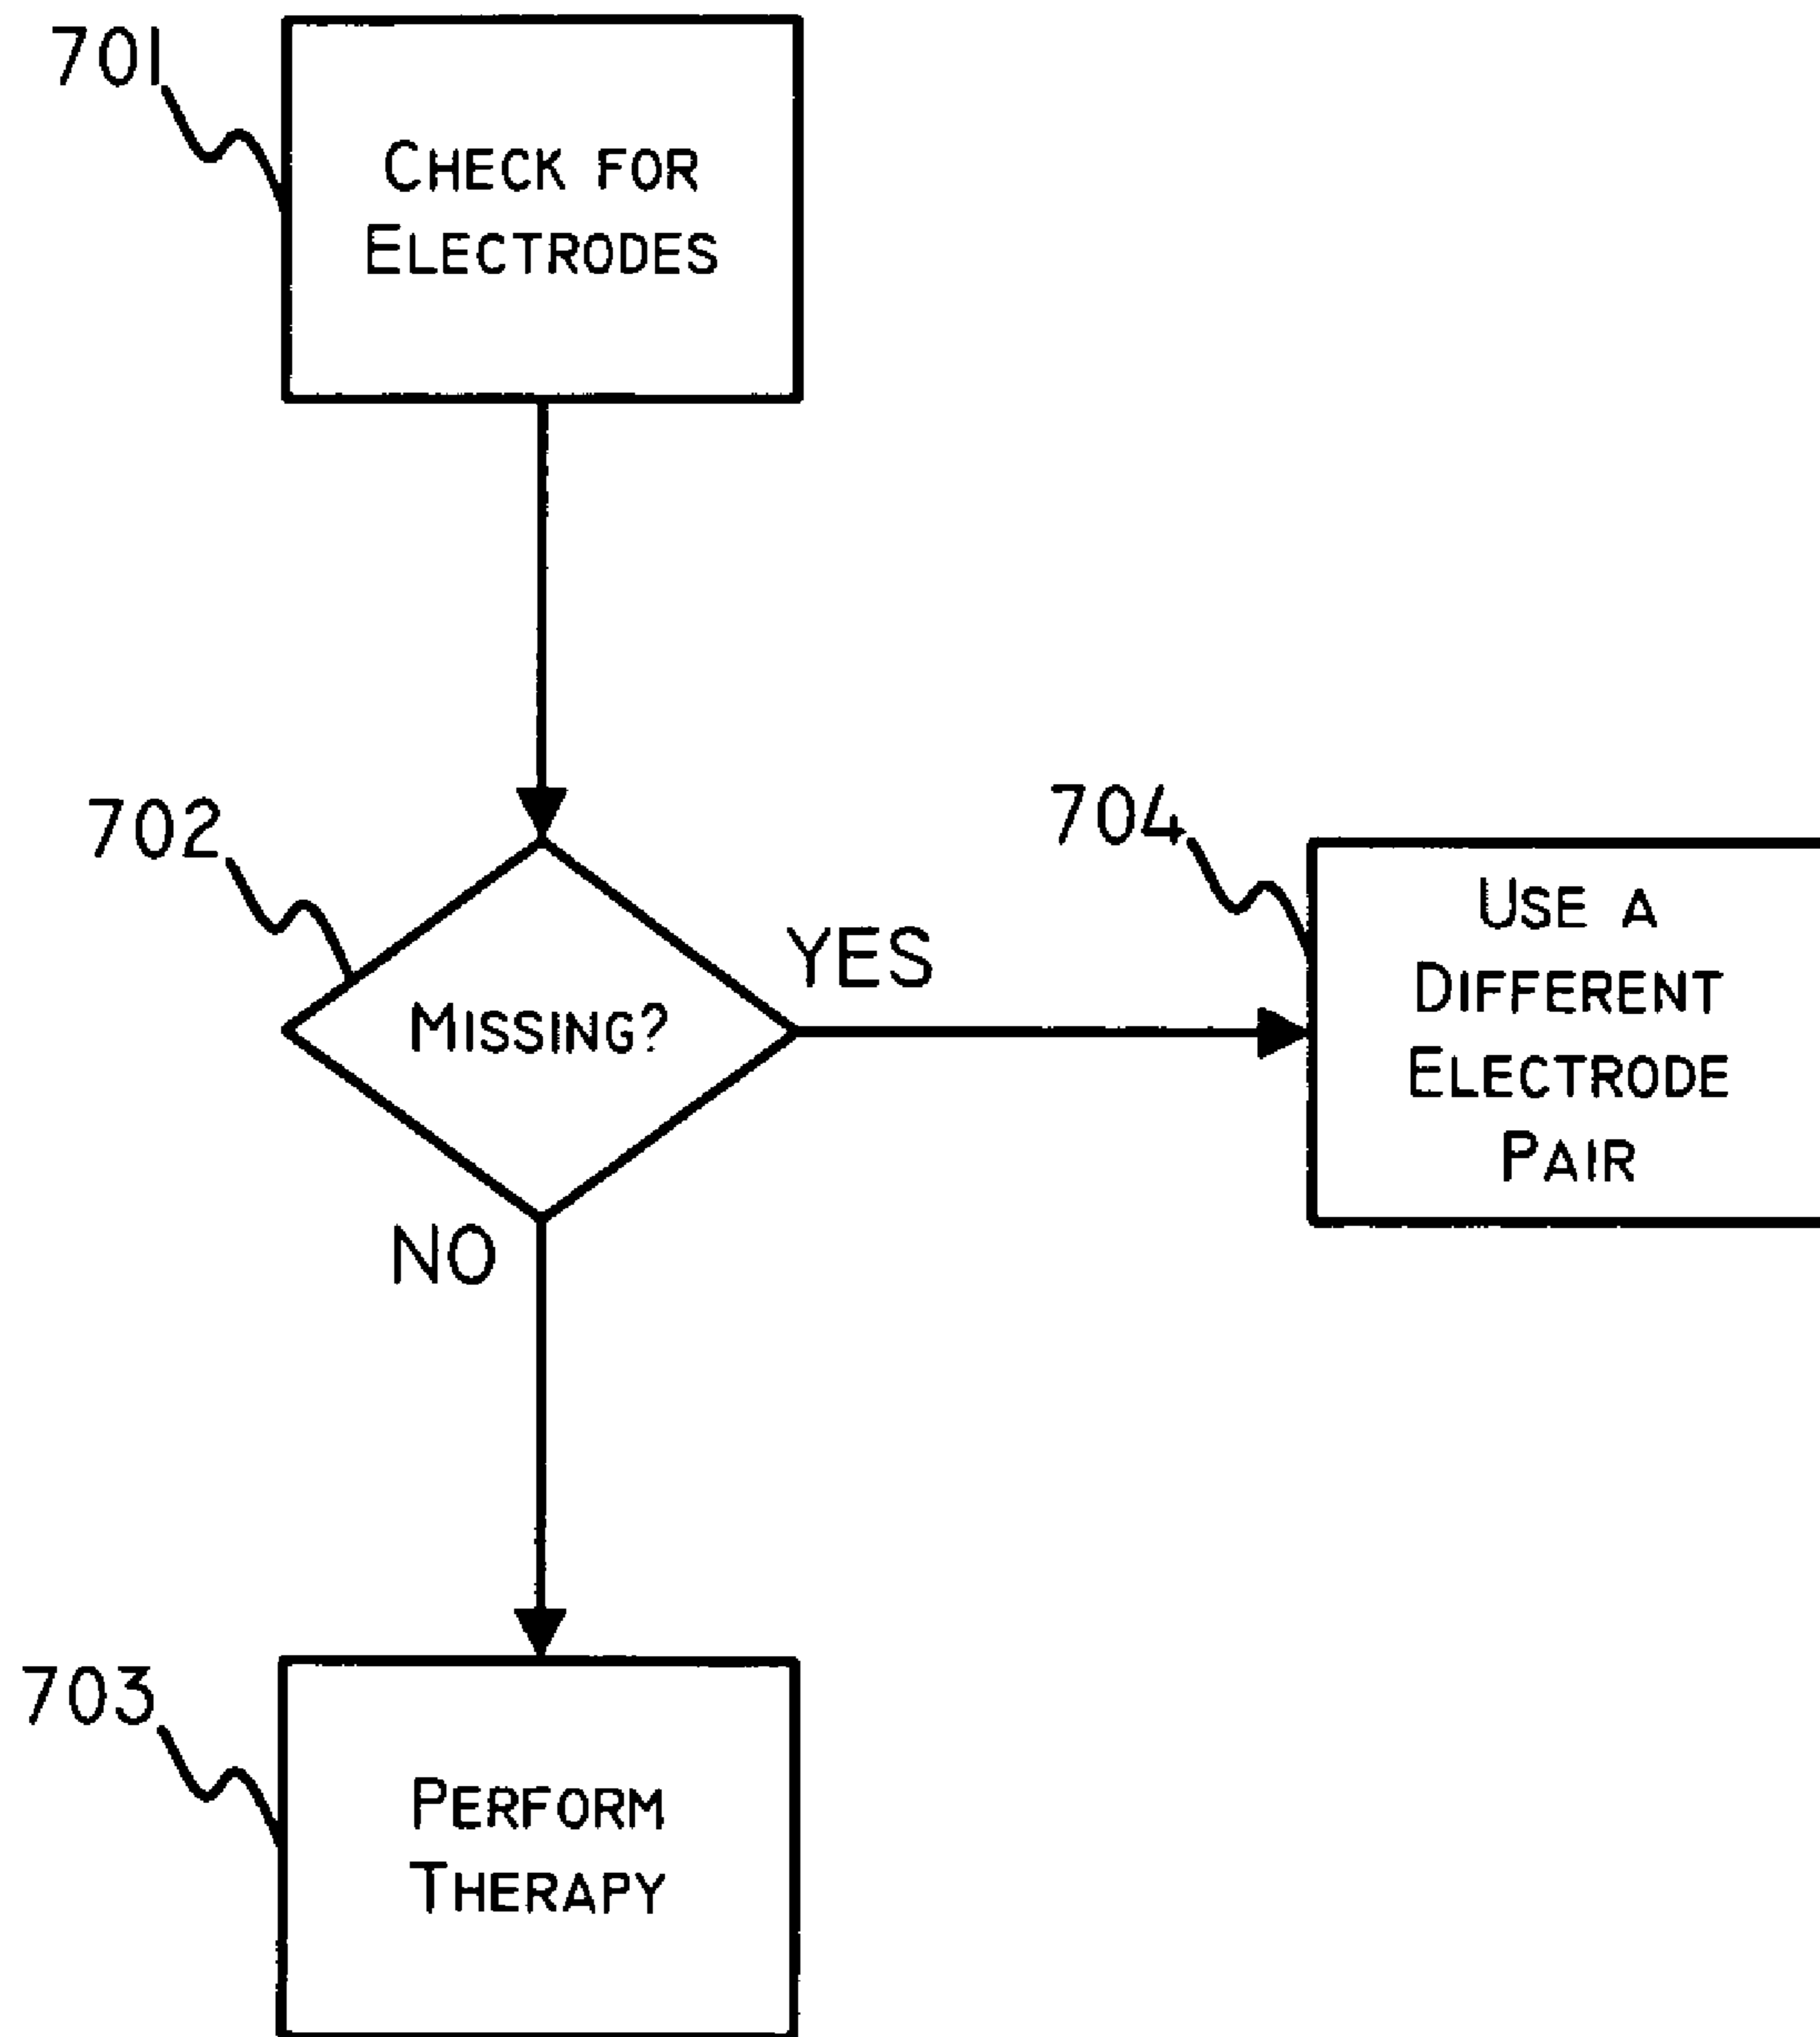 701
CHECK FOR
ELECTRODES
702
MISSING?
YES
NO
704
USE A
DIFFERENT
ELECTRODE
PAIR
703
PERFORM
THERAPY